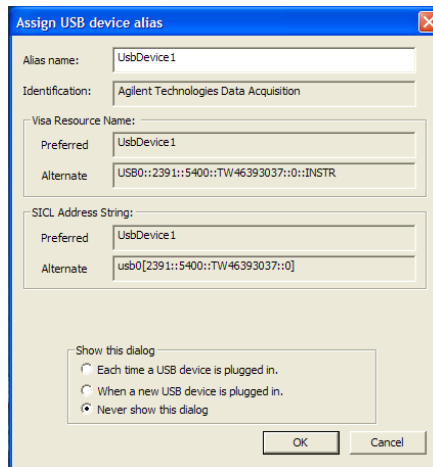 Assign USB device alias
Alias name: UsbDevice1
Identification: Agilent Technologies Data Acquisition
Visa Resource Name:
Preferred UsbDevice1
Alternate USB0::2391::5400::TW46393037::0::INSTR
SICL Address String:
Preferred UsbDevice1
Alternate usb0[2391::5400::TW46393037::0]
Show this dialog
Each time a USB device is plugged in.
When a new USB device is plugged in.
Never show this dialog
OK Cancel